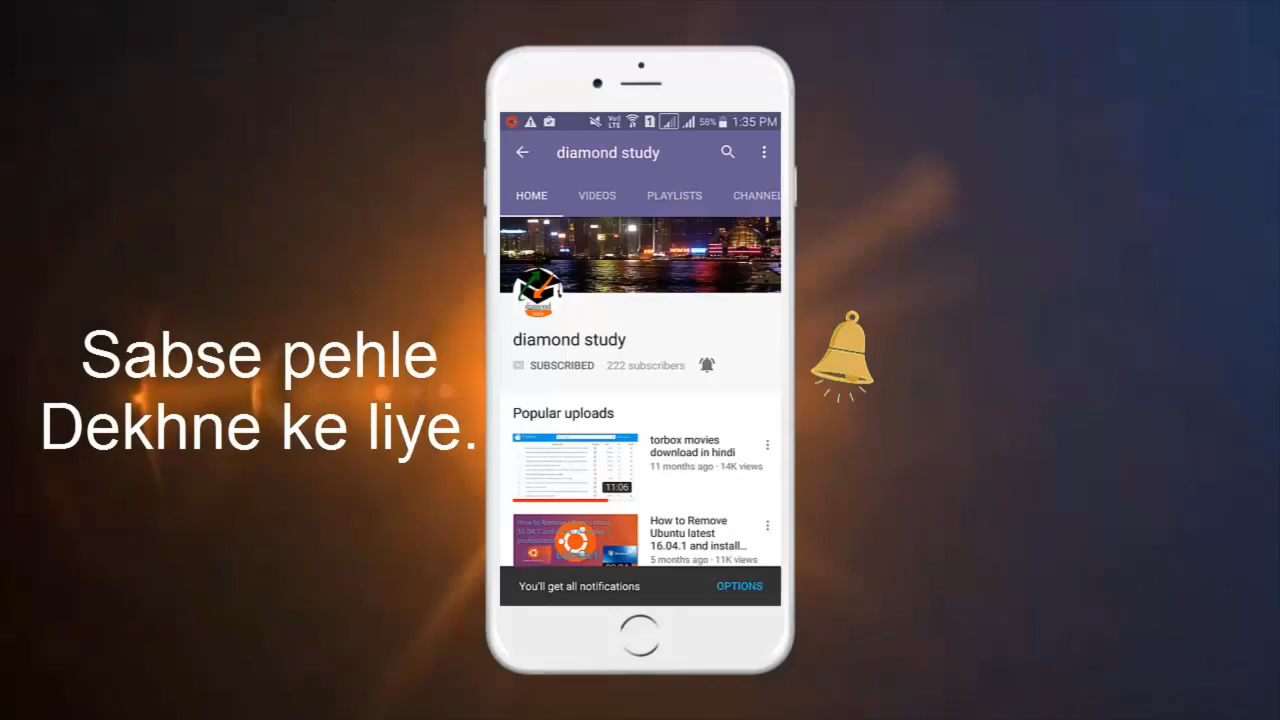 58% 1:35 PM
diamond study
HOME VIDEOS PLAYLISTS CHANNEL
diamond study
SUBSCRIBED 222 subscribers
Sabse pehle
Dekhne ke liye.
Popular uploads
torbox movies
download in hindi
11 months ago · 14K views
11:06
How to Remove
Ubuntu latest
16.04.1 and install...
5 months ago · 11K views
You'll get all notifications OPTIONS